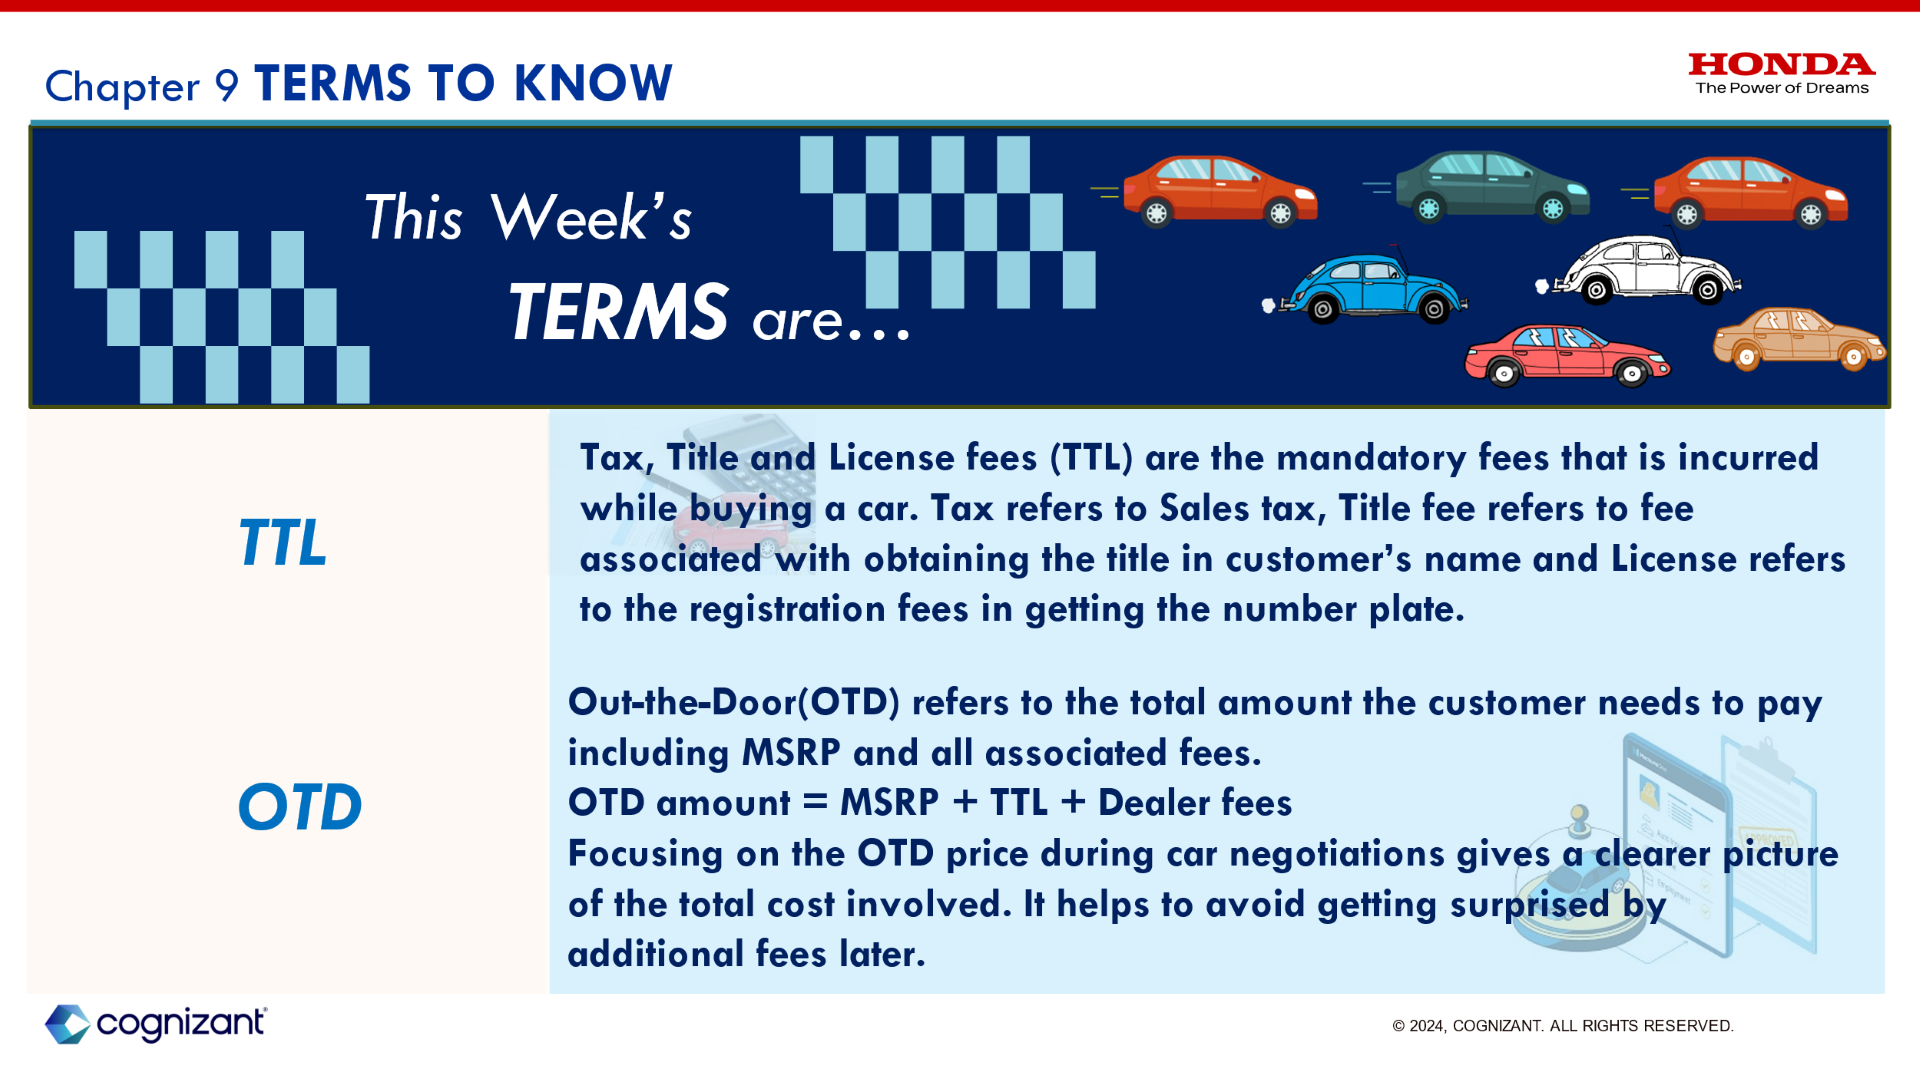 Chapter 9 TERMS TO KNOW
HONDA
The Power of Dreams
This Week’s
TERMS are...
TTL
Tax, Title and License fees (TTL) are the mandatory fees that is incurred
while buying a car. Tax refers to Sales tax, Title fee refers to fee
associated with obtaining the title in customer’s name and License refers
to the registration fees in getting the number plate.
OTD
Out-the-Door(OTD) refers to the total amount the customer needs to pay
including MSRP and all associated fees.
OTD amount = MSRP + TTL + Dealer fees
Focusing on the OTD price during car negotiations gives a clearer picture
of the total cost involved. It helps to avoid getting surprised by
additional fees later.
APPROVED
cognizant
© 2024, COGNIZANT. ALL RIGHTS RESERVED.